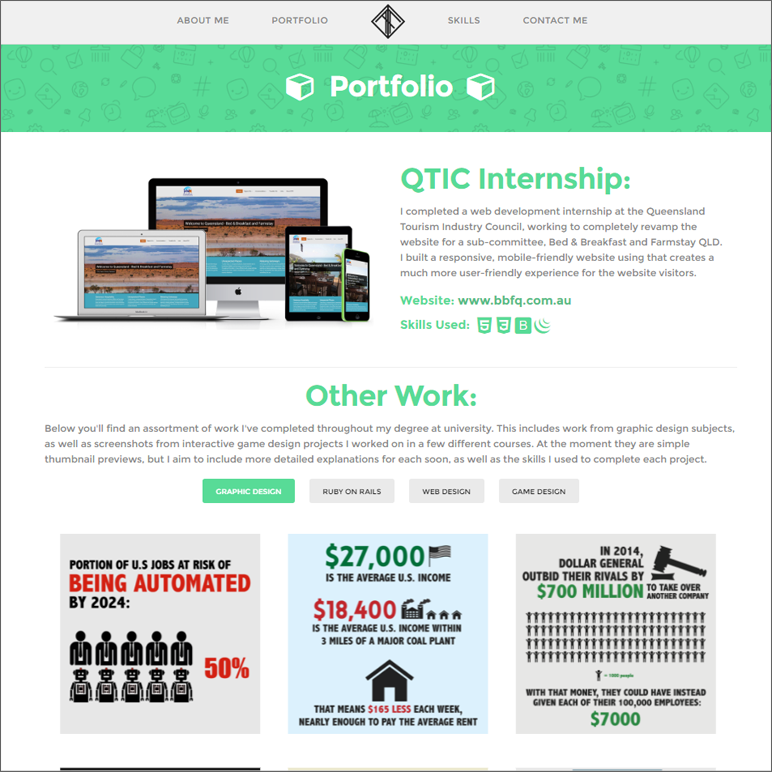 ABOUT ME PORTFOLIO SKILLS CONTACT ME
Portfolio
QTIC Internship:
I completed a web development internship at the Queensland
Tourism Industry Council, working to completely revamp the
website for a sub-committee, Bed & Breakfast and Farmstay QLD.
I built a responsive, mobile-friendly website using that creates a
much more user-friendly experience for the website visitors.
Website: www.bbfq.com.au
Skills Used:
Other Work:
Below you'll find an assortment of work I've completed throughout my degree at university. This includes work from graphic design subjects,
as well as screenshots from interactive game design projects I worked on in a few different courses. At the moment they are simple
thumbnail previews, but I aim to include more detailed explanations for each soon, as well as the skills I used to complete each project.
GRAPHIC DESIGN RUBY ON RAILS WEB DESIGN GAME DESIGN
PORTION OF U.S JOBS AT RISK OF
BEING AUTOMATED
BY 2024:
50%
$27,000
IS THE AVERAGE U.S. INCOME
$18,400
IS THE AVERAGE U.S. INCOME WITHIN
3 MILES OF A MAJOR COAL PLANT
THAT MEANS $165 LESS EACH WEEK,
NEARLY ENOUGH TO PAY THE AVERAGE RENT
IN 2014,
DOLLAR GENERAL
OUTBID THEIR RIVALS BY
$700 MILLION TO TAKE OVER
ANOTHER COMPANY
= 1000 people
WITH THAT MONEY, THEY COULD HAVE INSTEAD
GIVEN EACH OF THEIR 100,000 EMPLOYEES:
$7000